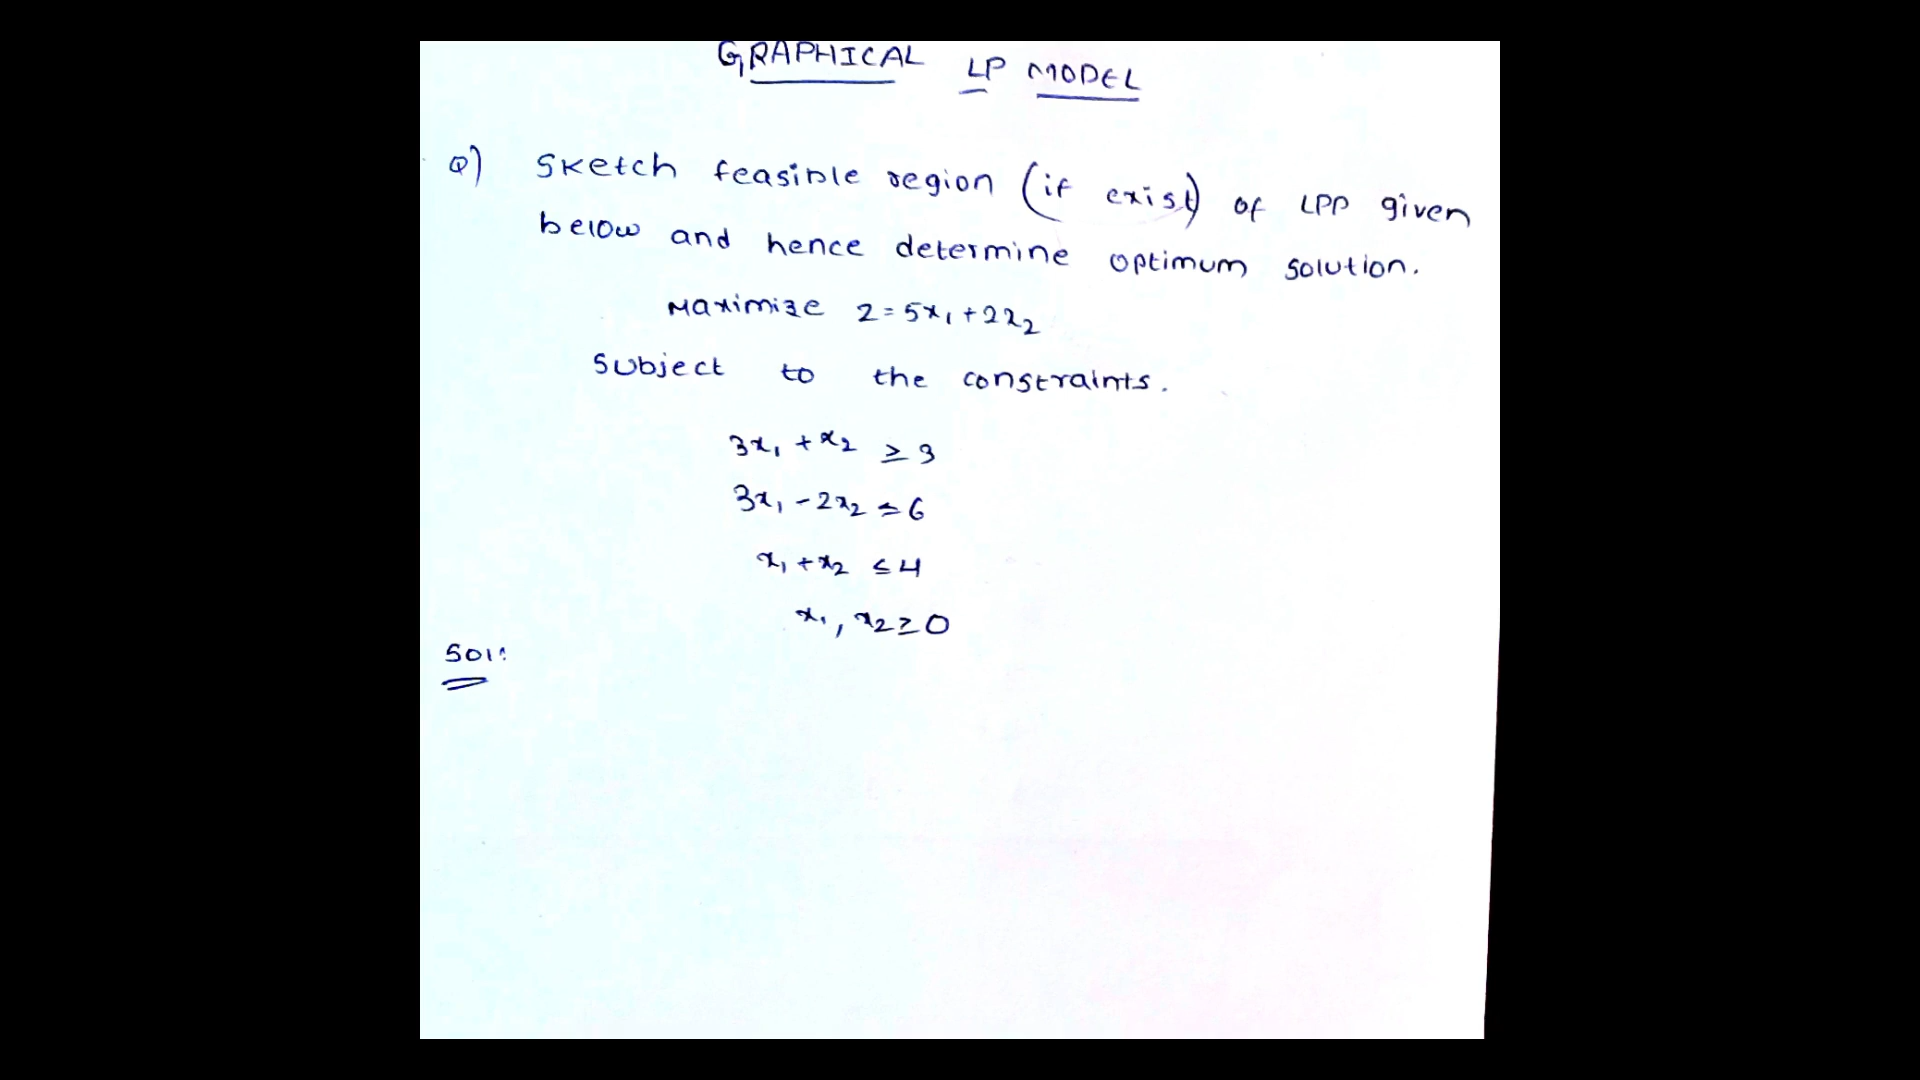 GRAPHICAL LP MODEL
Q) Sketch feasible region (if exist) of LPP given
below and hence determine optimum solution.
Maximize Z = 5x₁ + 2x₂
Subject to the constraints.
3x₁ + x₂ ≥ 3
3x₁ - 2x₂ ≤ 6
x₁ + x₂ ≤ 4
x₁, x₂ ≥ 0
Sol: